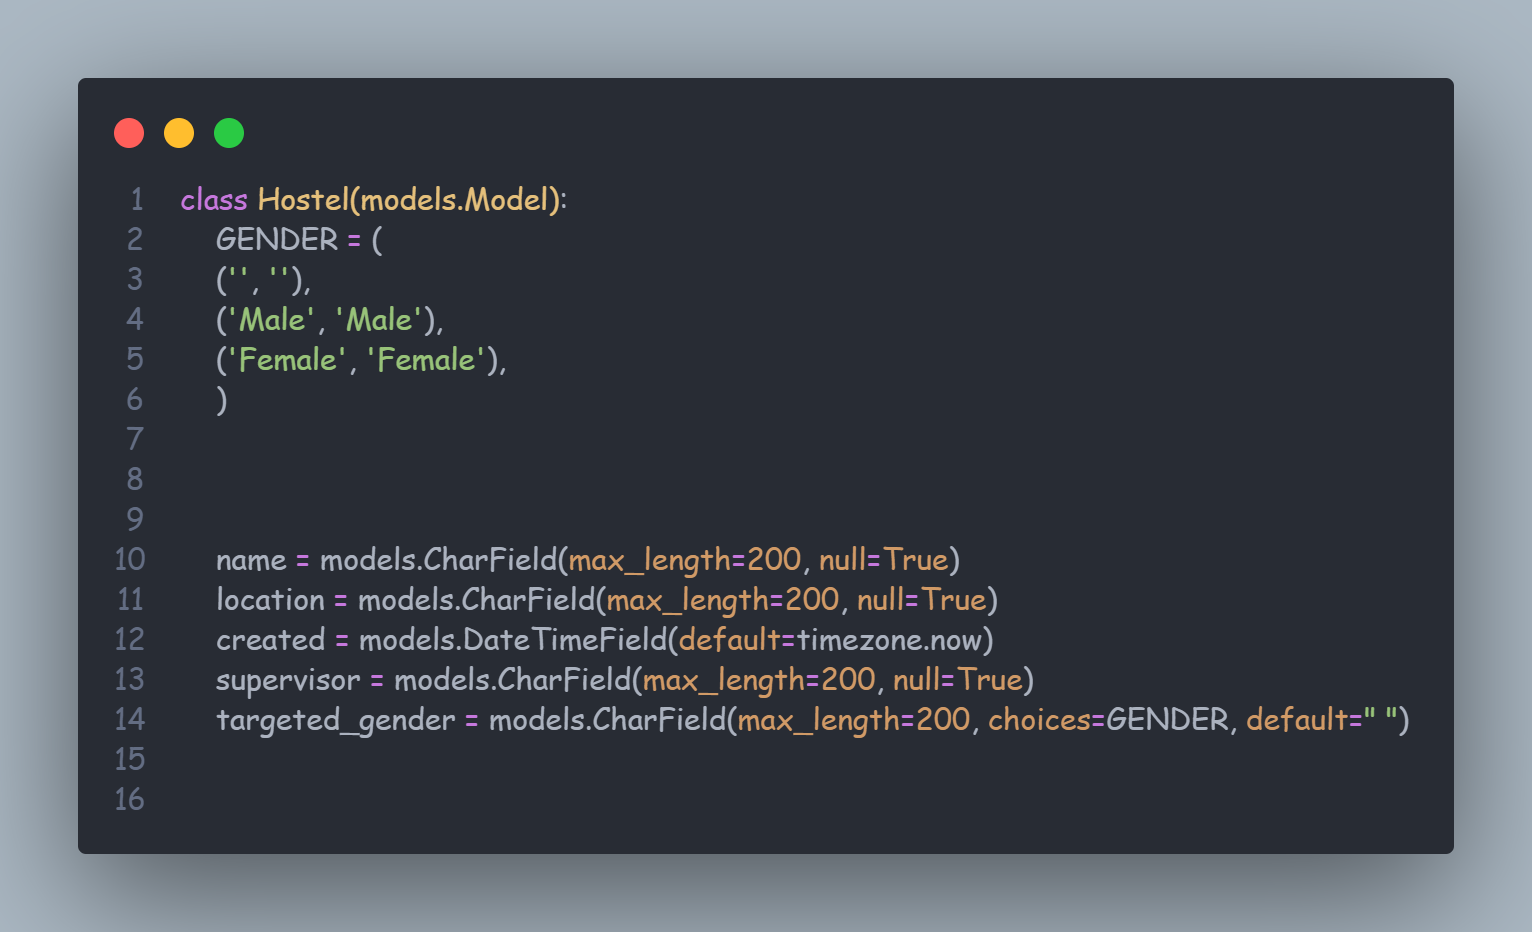 1 class Hostel(models.Model):
2 GENDER = (
3 ('', ''),
4 ('Male', 'Male'),
5 ('Female', 'Female'),
6 )
7
8
9
10 name = models.CharField(max_length=200, null=True)
11 location = models.CharField(max_length=200, null=True)
12 created = models.DateTimeField(default=timezone.now)
13 supervisor = models.CharField(max_length=200, null=True)
14 targeted_gender = models.CharField(max_length=200, choices=GENDER, default=" ")
15
16